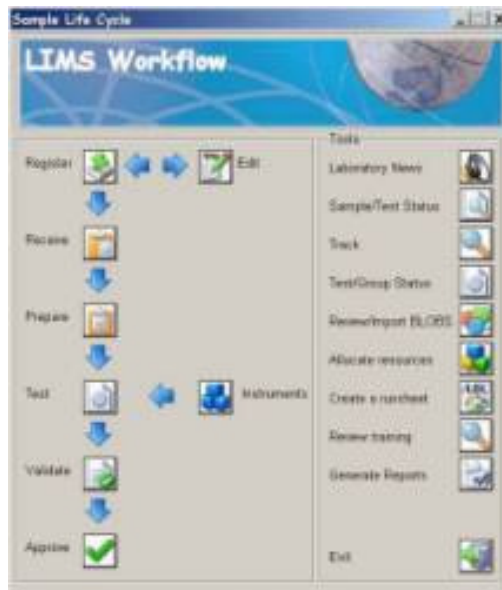 Sample Life Cycle
LIMS Workflow
Register
Edit
Receive
Prepare
Test
Instruments
Validate
Approve
Tools
Laboratory News
Sample/Test Status
Track
Test/Group Status
Review/Import BLOBS
Allocate resources
Create a runsheet
Review training
Generate Reports
Exit